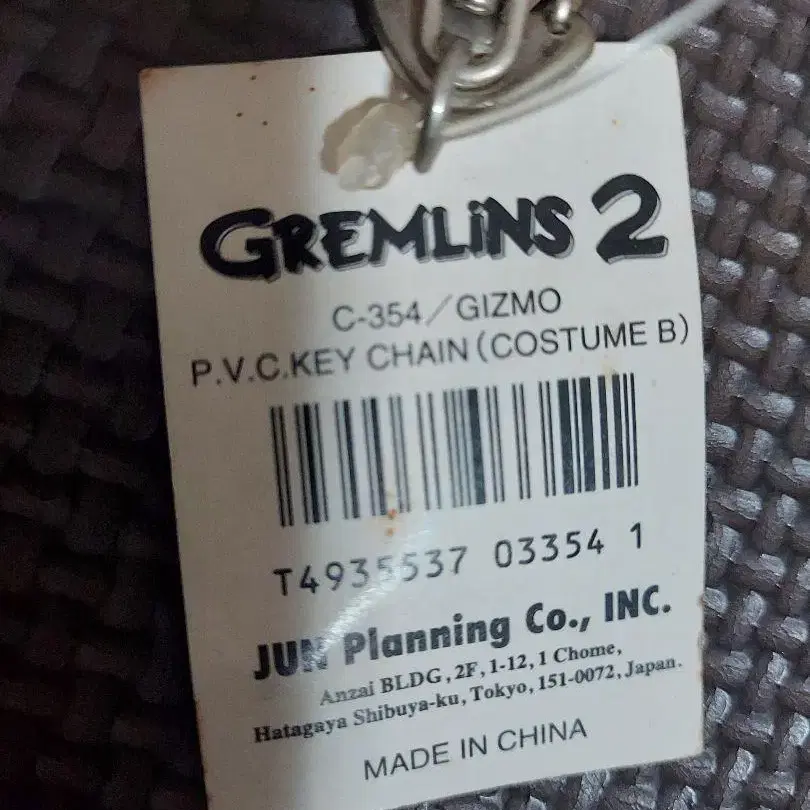 GREMLiNS 2
C-354/GIZMO
P.V.C.KEY CHAIN(COSTUME B)
T4935537 03354 1
JUN Planning Co., INC.
Anzai BLDG,2F,1-12,1 Chome,
Hatagaya Shibuya-ku,Tokyo,151-0072,Japan.
MADE IN CHINA